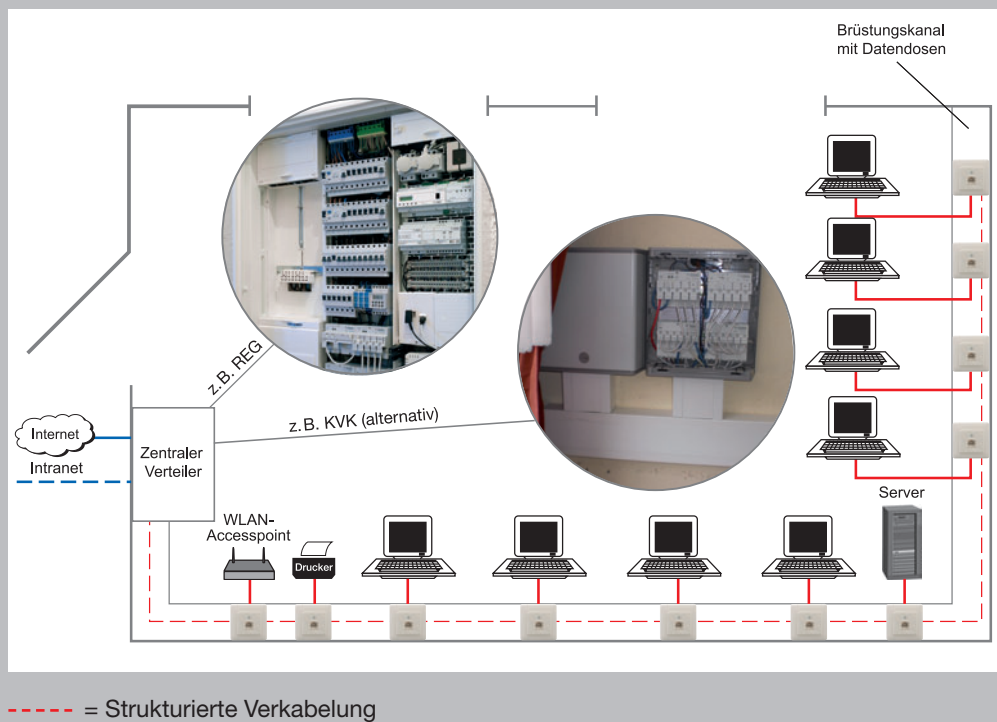 Brüstungskanal
mit Datendosen
z. B. REG
z. B. KVK (alternativ)
Internet
Intranet
Zentraler
Verteiler
Server
WLAN-
Accesspoint
Drucker
= Strukturierte Verkabelung